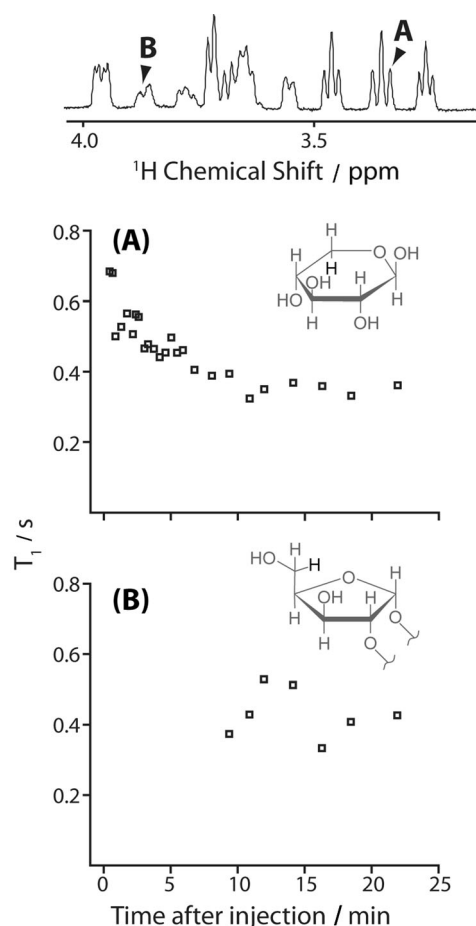 B
A
4.0
3.5
¹H Chemical Shift / ppm
0.8
(A)
H
H
O
OH
H
OH
H
HO
H
H
OH
0.6
0.4
0.2
T₁ / s
0.8
(B)
HO
H
H
O
H
OH
H
H
O
H
O
0.6
0.4
0.2
0
5
10
15
20
25
Time after injection / min